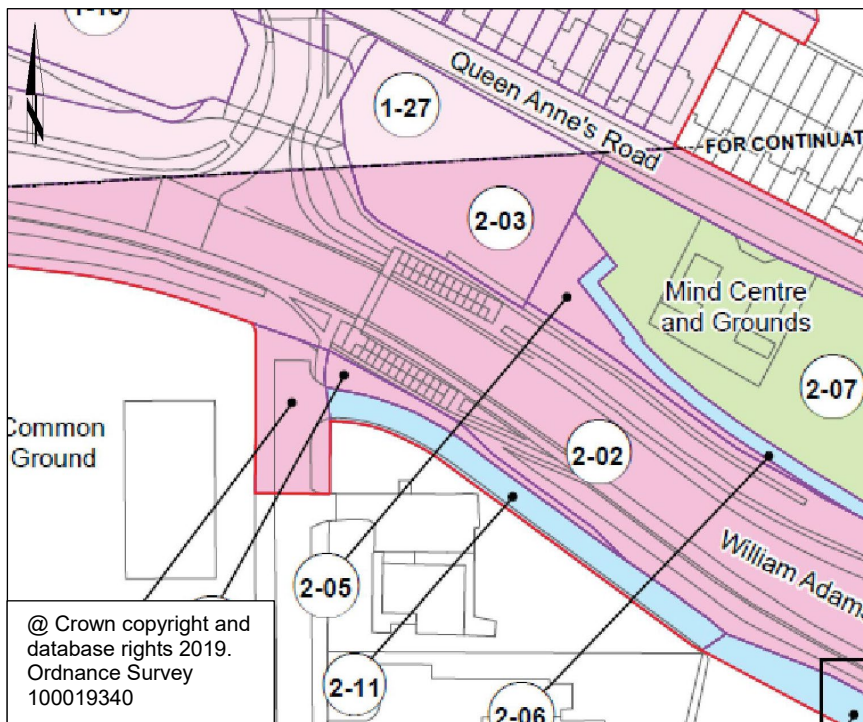 Queen Anne's Road
1-27
FOR CONTINUAT
2-03
Mind Centre
and Grounds
2-07
Common
Ground
2-02
William Adams
2-05
2-11
2-06
@ Crown copyright and
database rights 2019.
Ordnance Survey
100019340